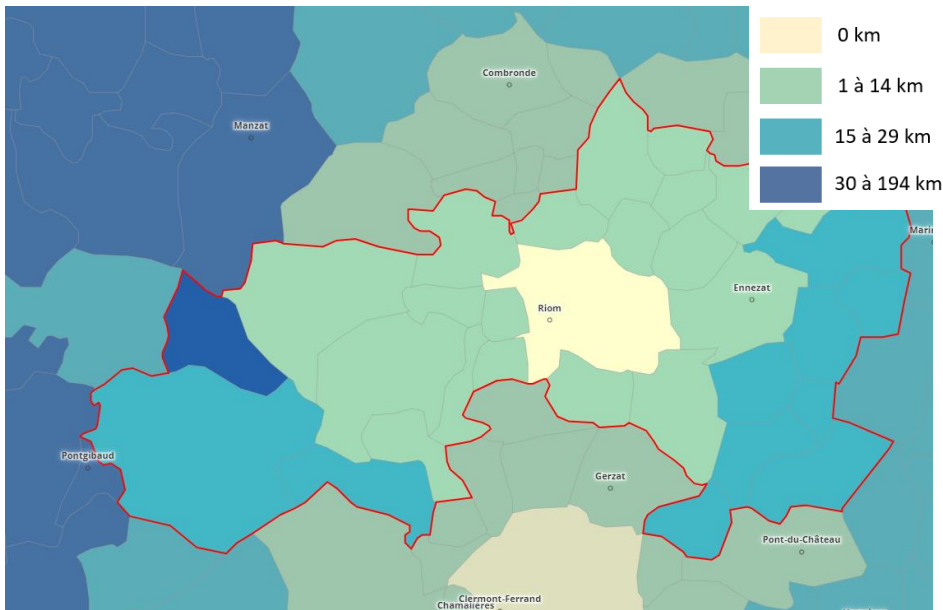 0 km
1 à 14 km
15 à 29 km
30 à 194 km
Combronde
Manzat
Ennezat
Riom
Pontgibaud
Gerzat
Pont-du-Château
Clermont-Ferrand
Chamalières